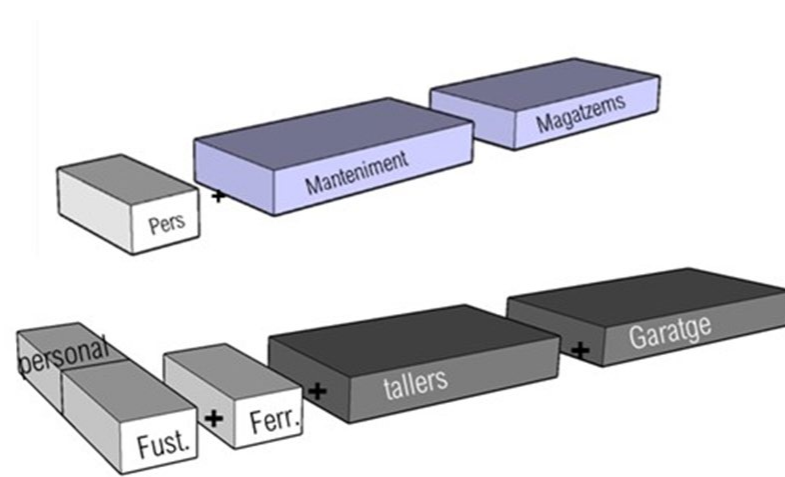 Magatzems
Manteniment
+
Pers
Garatge
+
personal
tallers
+
Ferr.
+
Fust.